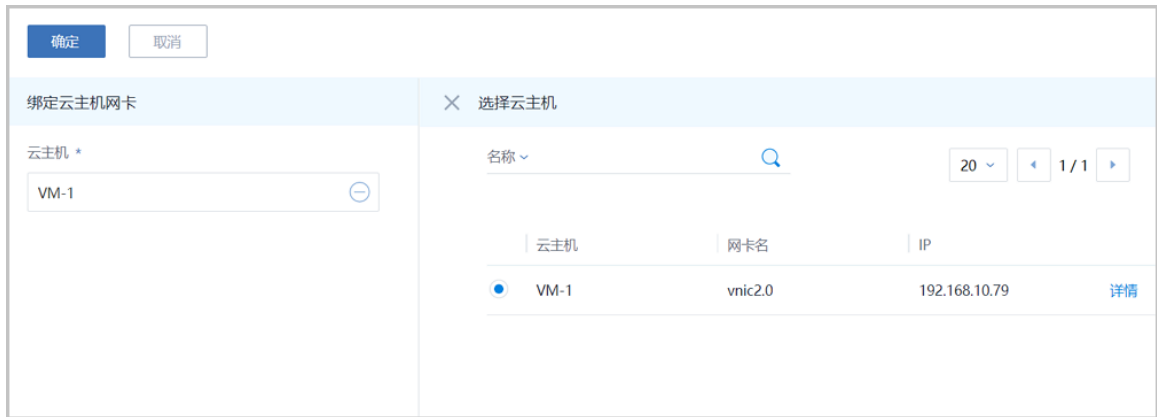 确定 取消
绑定云主机网卡
选择云主机
云主机 *
VM-1
名称
20 1 / 1
云主机 网卡名 IP
VM-1 vnic2.0 192.168.10.79 详情